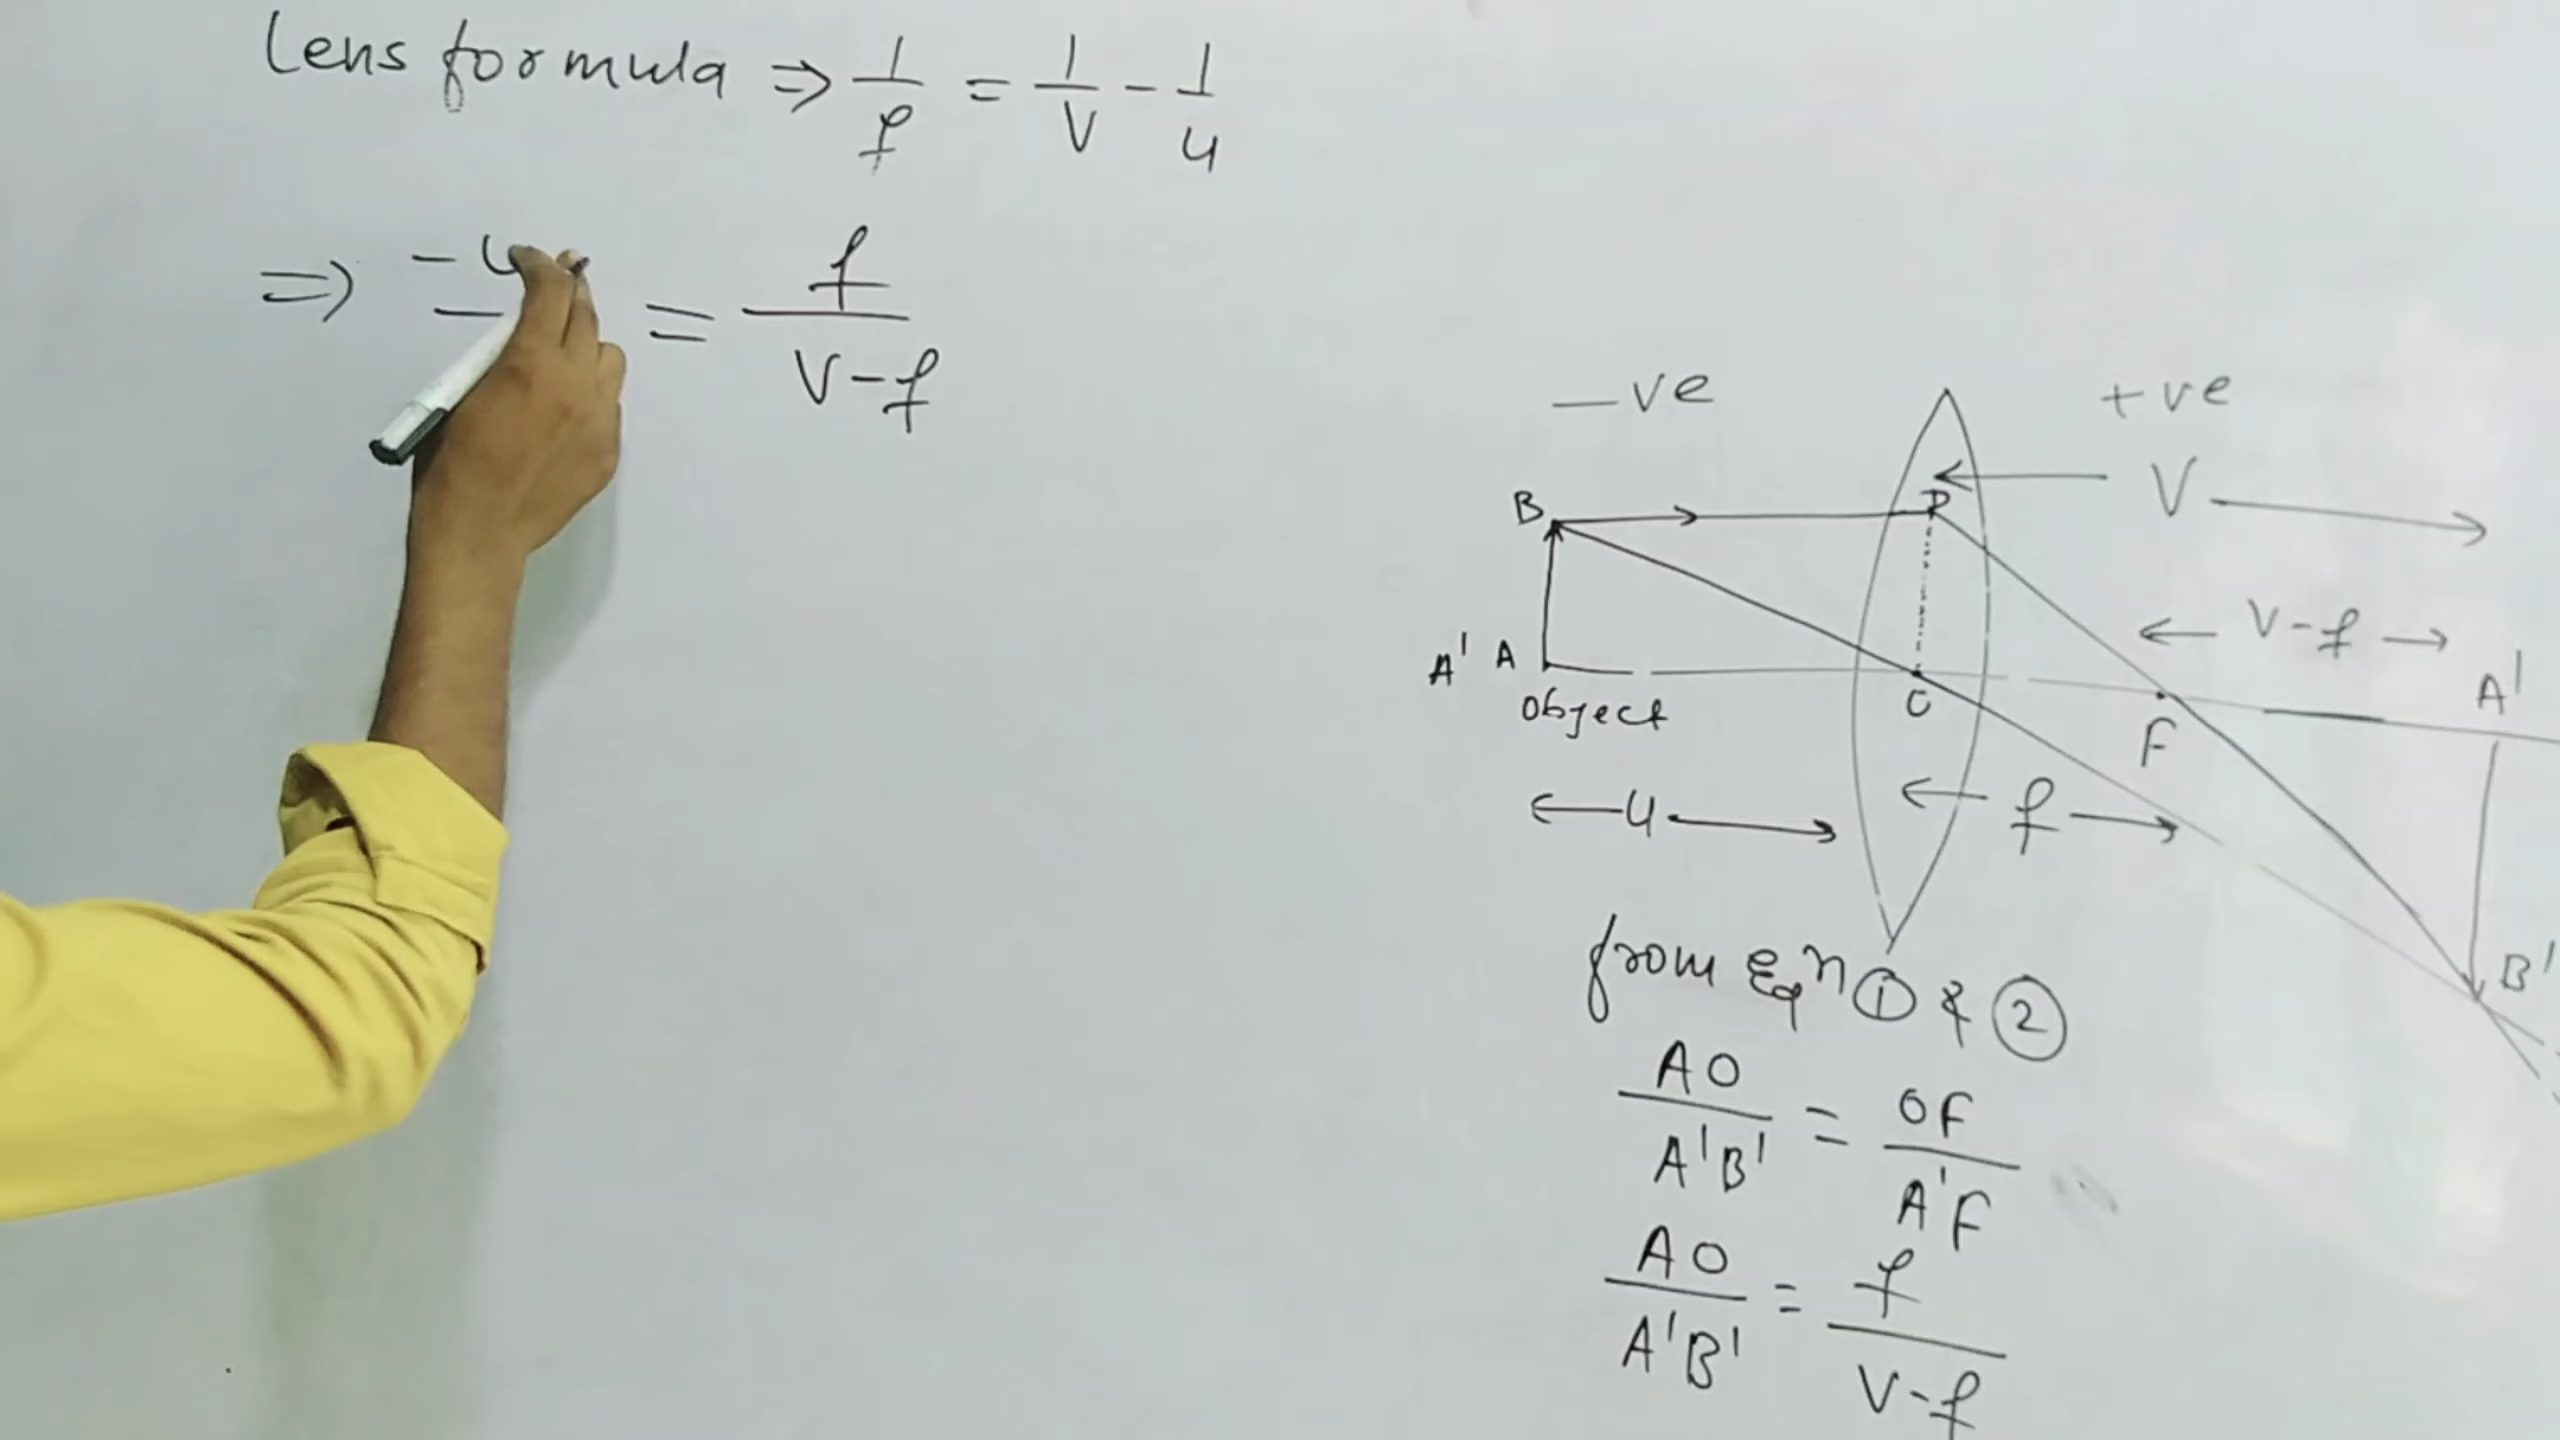 Lens formula ⇒ 1/f = 1/V - 1/u
⇒ -u = f/V-f
-ve +ve
V
B P
V-f
A' A O F A'
object
u f
B'
from Eqn ① & ②
AO/A'B' = OF/A'F
AO/A'B' = f/V-f